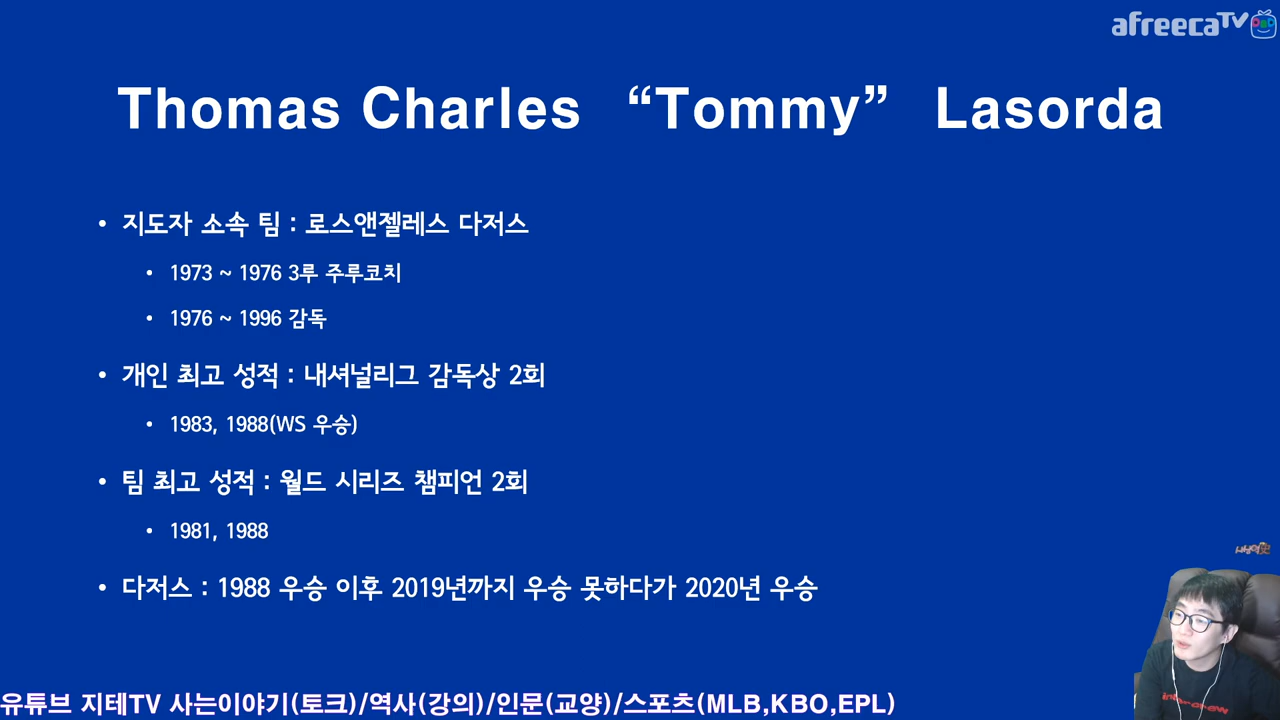 afreecaTV
Thomas Charles “Tommy” Lasorda
• 지도자 소속 팀 : 로스앤젤레스 다저스
• 1973 ~ 1976 3루 주루코치
• 1976 ~ 1996 감독
• 개인 최고 성적 : 내셔널리그 감독상 2회
• 1983, 1988(WS 우승)
• 팀 최고 성적 : 월드 시리즈 챔피언 2회
• 1981, 1988
• 다저스 : 1988 우승 이후 2019년까지 우승 못하다가 2020년 우승
유튜브 지테TV 사는이야기(토크)/역사(강의)/인문(교양)/스포츠(MLB,KBO,EPL)